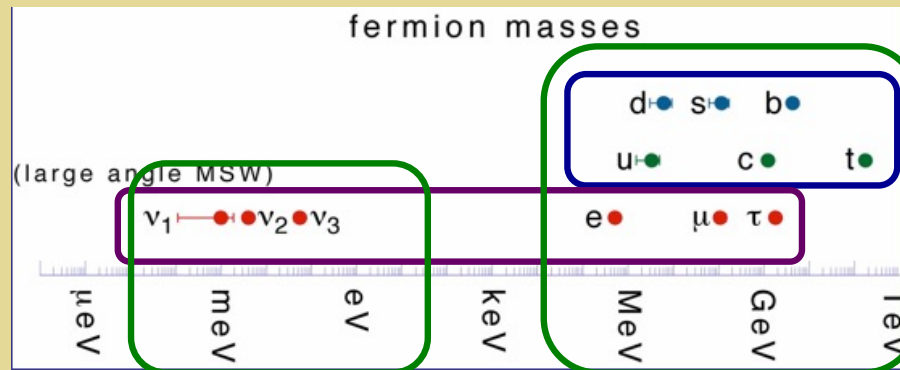 fermion masses
d s b
(large angle MSW) u c t
ν₁ ν₂ ν₃ e μ τ
μeV meV eV keV MeV GeV TeV